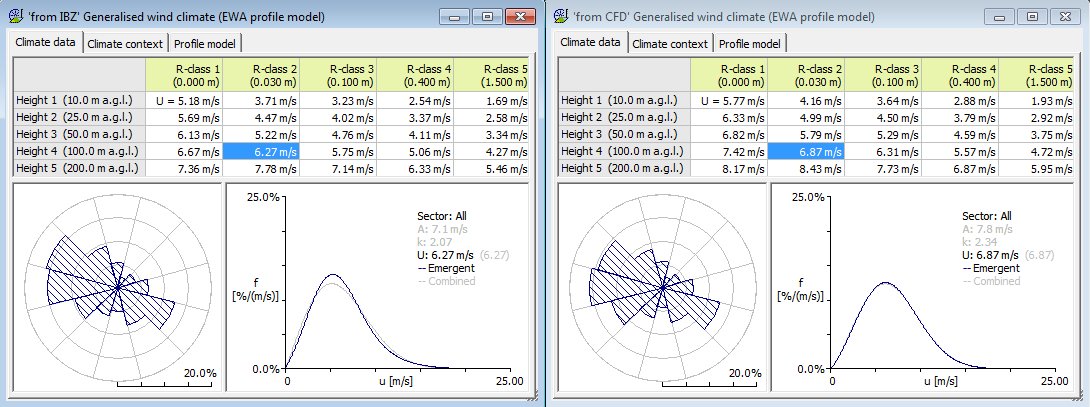 'from IBZ' Generalised wind climate (EWA profile model)
Climate data Climate context Profile model
R-class 1 R-class 2 R-class 3 R-class 4 R-class 5
(0.000 m) (0.030 m) (0.100 m) (0.400 m) (1.500 m)
Height 1 (10.0 m a.g.l.) U = 5.18 m/s 3.71 m/s 3.23 m/s 2.54 m/s 1.69 m/s
Height 2 (25.0 m a.g.l.) 5.69 m/s 4.47 m/s 4.02 m/s 3.37 m/s 2.58 m/s
Height 3 (50.0 m a.g.l.) 6.13 m/s 5.22 m/s 4.76 m/s 4.11 m/s 3.34 m/s
Height 4 (100.0 m a.g.l.) 6.67 m/s 6.27 m/s 5.75 m/s 5.06 m/s 4.27 m/s
Height 5 (200.0 m a.g.l.) 7.36 m/s 7.78 m/s 7.14 m/s 6.33 m/s 5.46 m/s
20.0%
25.0%
Sector: All
A: 7.1 m/s
k: 2.07
U: 6.27 m/s (6.27)
-- Emergent
-- Combined
f
[%/(m/s)]
0.0%
0 u [m/s] 25.00
'from CFD' Generalised wind climate (EWA profile model)
Climate data Climate context Profile model
R-class 1 R-class 2 R-class 3 R-class 4 R-class 5
(0.000 m) (0.030 m) (0.100 m) (0.400 m) (1.500 m)
Height 1 (10.0 m a.g.l.) U = 5.77 m/s 4.16 m/s 3.64 m/s 2.88 m/s 1.93 m/s
Height 2 (25.0 m a.g.l.) 6.33 m/s 4.99 m/s 4.50 m/s 3.79 m/s 2.92 m/s
Height 3 (50.0 m a.g.l.) 6.82 m/s 5.79 m/s 5.29 m/s 4.59 m/s 3.75 m/s
Height 4 (100.0 m a.g.l.) 7.42 m/s 6.87 m/s 6.31 m/s 5.57 m/s 4.72 m/s
Height 5 (200.0 m a.g.l.) 8.17 m/s 8.43 m/s 7.73 m/s 6.87 m/s 5.95 m/s
20.0%
25.0%
Sector: All
A: 7.8 m/s
k: 2.34
U: 6.87 m/s (6.87)
-- Emergent
-- Combined
f
[%/(m/s)]
0.0%
0 u [m/s] 25.00